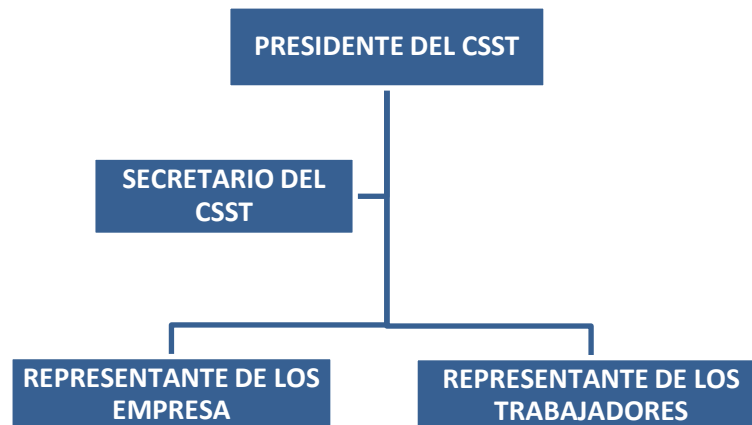 PRESIDENTE DEL CSST
SECRETARIO DEL
CSST
REPRESENTANTE DE LOS
EMPRESA
REPRESENTANTE DE LOS
TRABAJADORES